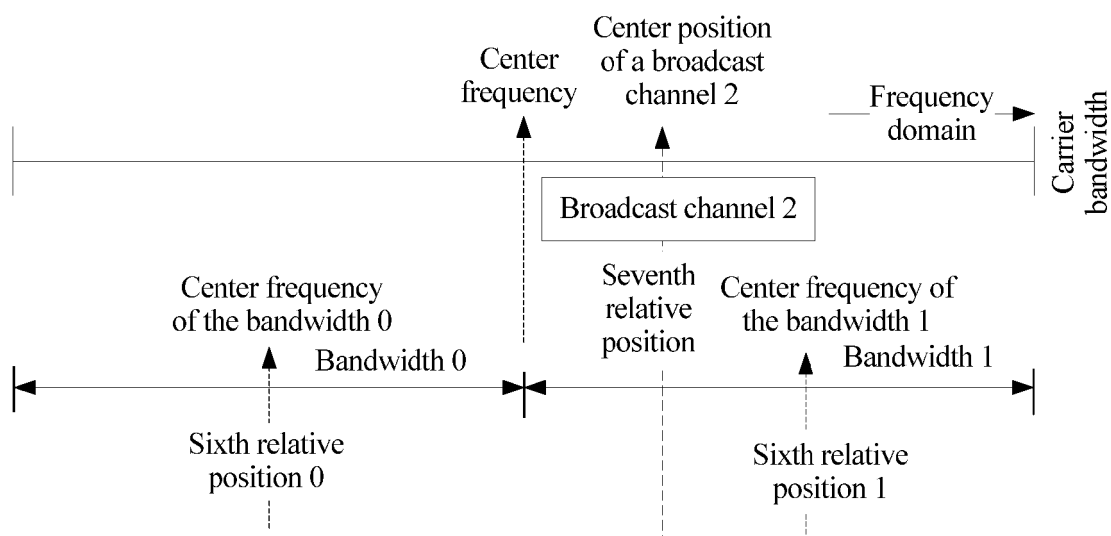 Center
frequency
Center position
of a broadcast
channel 2
Frequency
domain
Carrier
bandwidth
Broadcast channel 2
Center frequency
of the bandwidth 0
Bandwidth 0
Seventh
relative
position
Center frequency of
the bandwidth 1
Bandwidth 1
Sixth relative
position 0
Sixth relative
position 1